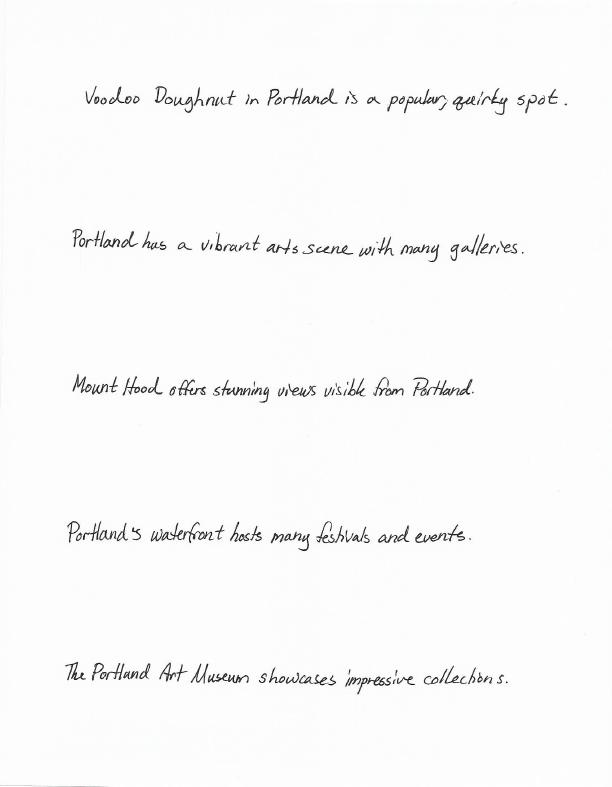 Voodoo Doughnut in Portland is a popular, quirky spot.
Portland has a vibrant arts scene with many galleries.
Mount Hood offers stunning views visible from Portland.
Portland's waterfront hosts many festivals and events.
The Portland Art Museum showcases impressive collections.